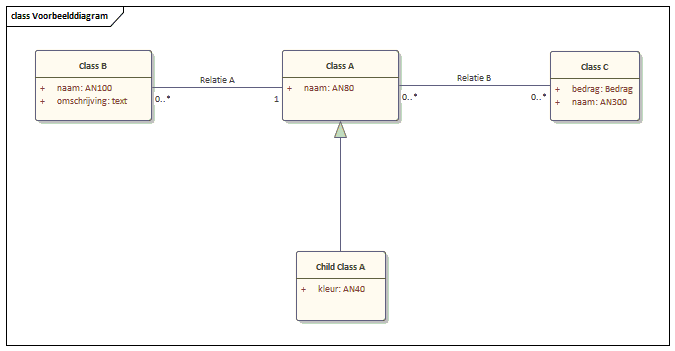 class Voorbeelddiagram
Class B
+ naam: AN100
+ omschrijving: text
Relatie A
0..*
1
Class A
+ naam: AN80
Relatie B
0..*
0..*
Class C
+ bedrag: Bedrag
+ naam: AN300
Child Class A
+ kleur: AN40